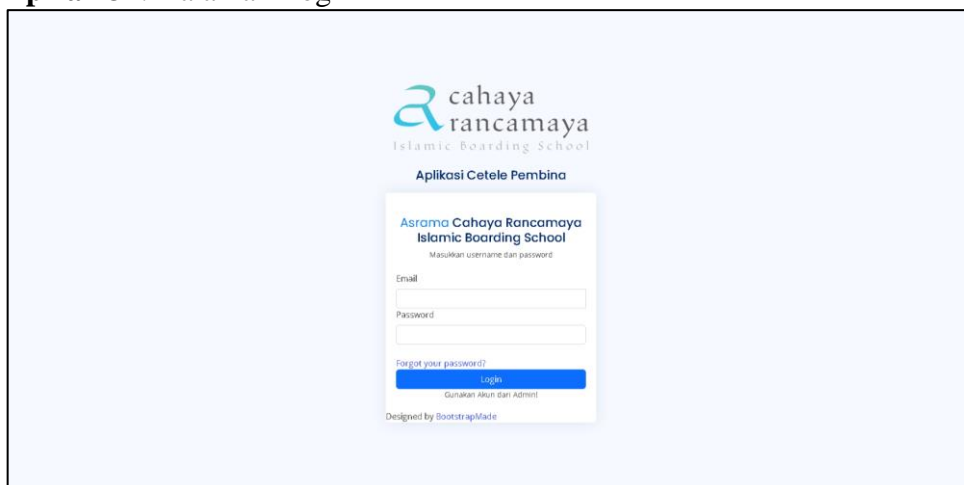 cahaya
rancamaya
Islamic Boarding School
Aplikasi Cetele Pembina
Asrama Cahaya Rancamaya
Islamic Boarding School
Masukkan username dan password
Email
Password
Forgot your password?
Login
Gunakan Akun dari Admin!
Designed by BootstrapMade